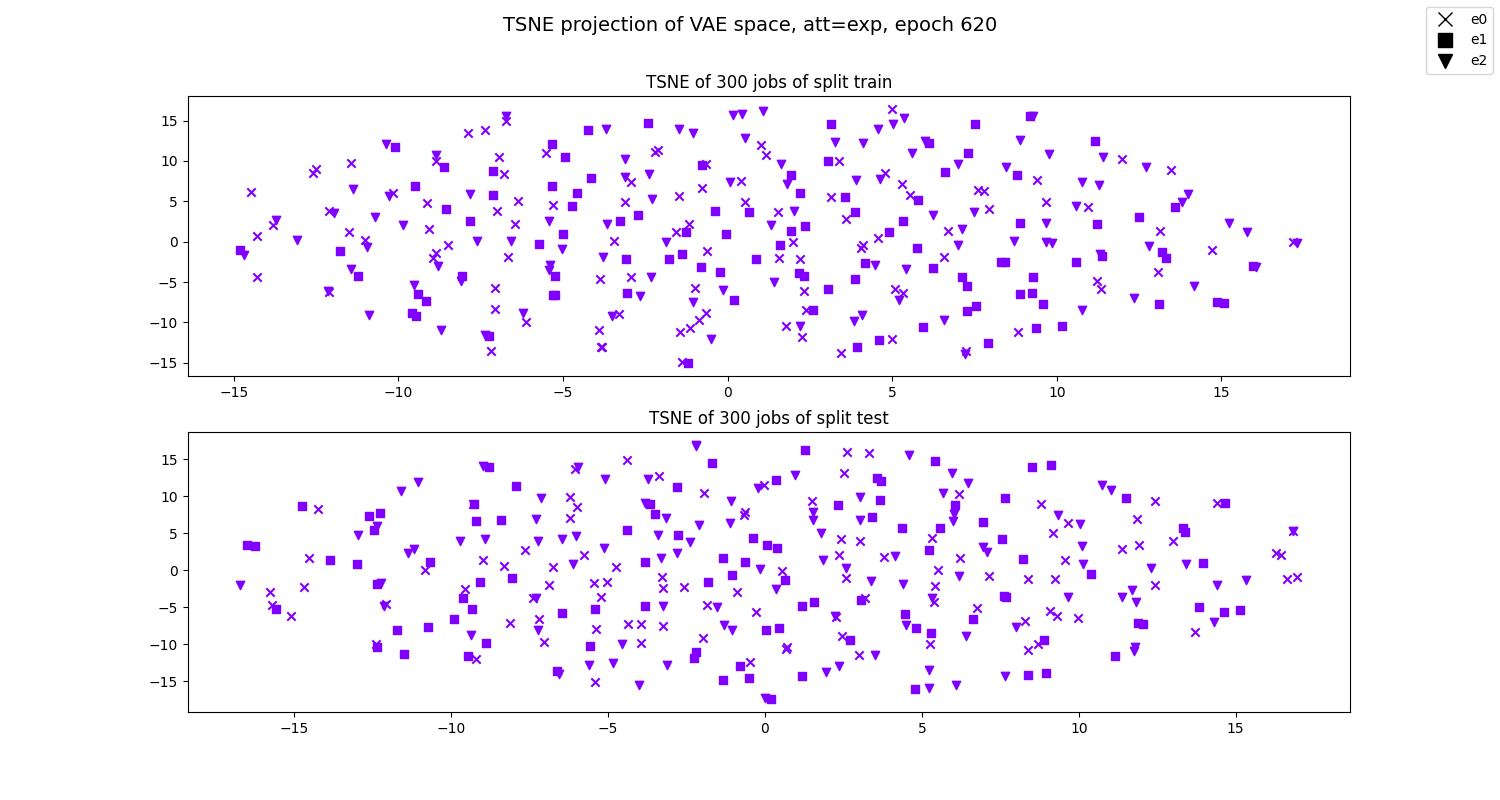 TSNE projection of VAE space, att=exp, epoch 620
e0
e1
e2
TSNE of 300 jobs of split train
15
10
5
0
−5
−10
−15
−15 −10 −5 0 5 10 15
TSNE of 300 jobs of split test
15
10
5
0
−5
−10
−15
−15 −10 −5 0 5 10 15